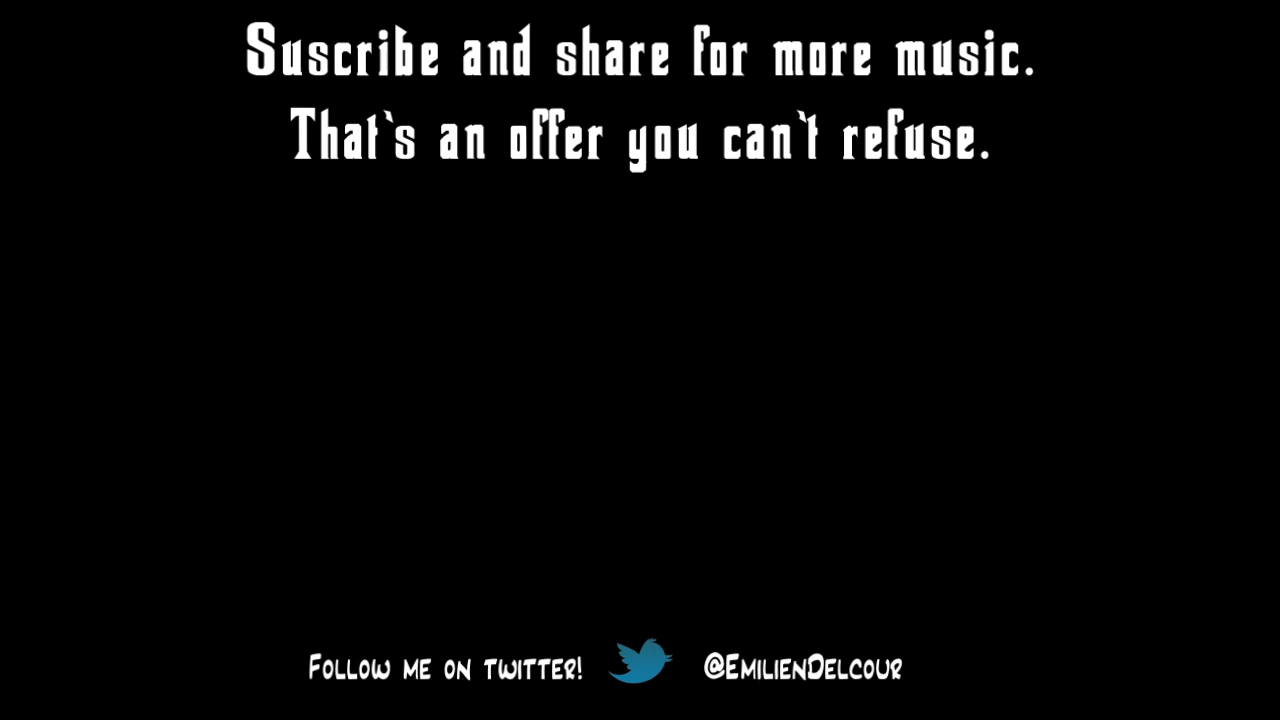 Suscribe and share for more music.
That's an offer you can't refuse.
Follow me on twitter! @EmilienDelcour